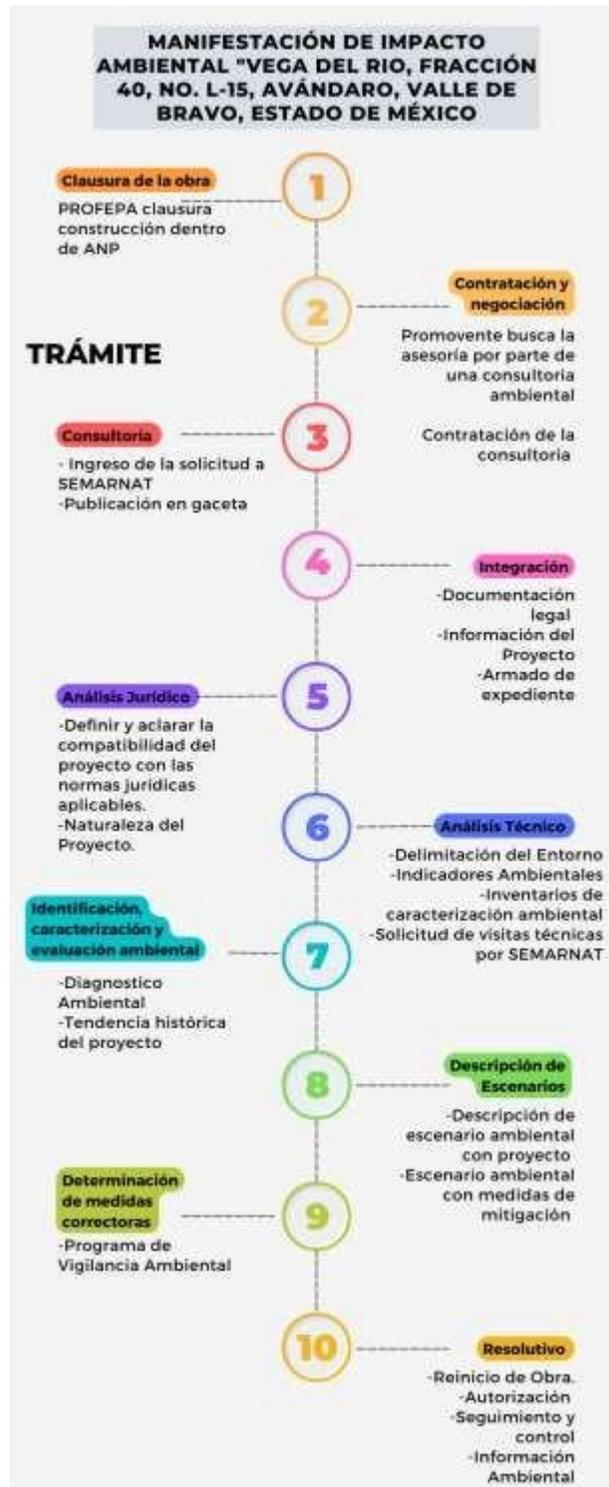 MANIFESTACIÓN DE IMPACTO
AMBIENTAL "VEGA DEL RIO, FRACCIÓN
40, NO. L-15, AVÁNDARO, VALLE DE
BRAVO, ESTADO DE MÉXICO
1
Clausura de la obra
PROFEPA clausura
construcción dentro
de ANP
2
Contratación y
negociación
Promovente busca la
asesoría por parte de
una consultoria
ambiental
Contratación de la
consultoria
TRÁMITE
3
Consultoria
- Ingreso de la solicitud a
SEMARNAT
-Publicación en gaceta
4
Integración
-Documentación
legal
-Información del
Proyecto
-Armado de
expediente
5
Análisis Jurídico
-Definir y aclarar la
compatibilidad del
proyecto con las
normas jurídicas
aplicables.
-Naturaleza del
Proyecto.
6
Análisis Técnico
-Delimitación del Entorno
-Indicadores Ambientales
-Inventarios de
caracterización ambiental
-Solicitud de visitas técnicas
por SEMARNAT
7
Identificación,
caracterización y
evaluación ambiental
-Diagnostico
Ambiental
-Tendencia histórica
del proyecto
8
Descripción de
Escenarios
-Descripción de
escenario ambiental
con proyecto
-Escenario ambiental
con medidas de
mitigación
9
Determinación
de medidas
correctoras
-Programa de
Vigilancia Ambiental
10
Resolutivo
-Reinicio de Obra.
-Autorización
-Seguimiento y
control
-Información
Ambiental